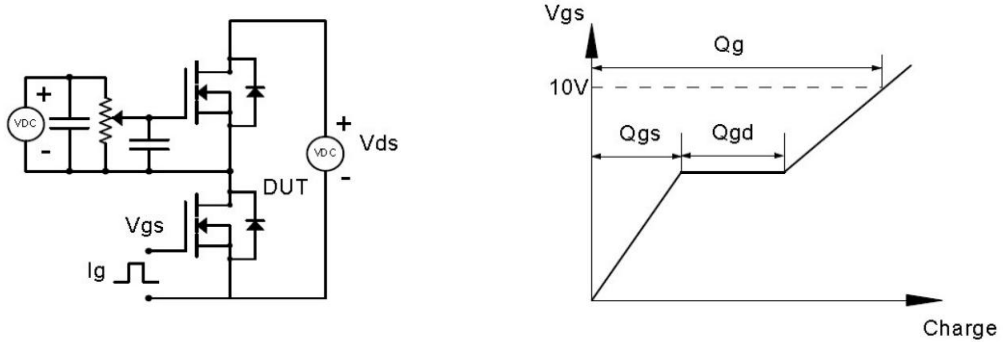 +
VDC
-
+
VDC
-
Vds
DUT
Vgs
Ig
Vgs
Qg
10V
Qgs
Qgd
Charge